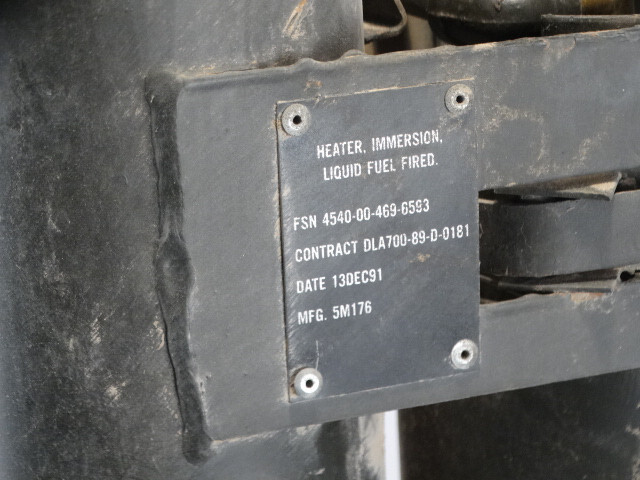 HEATER, IMMERSION,
LIQUID FUEL FIRED.
FSN 4540-00-469-6593
CONTRACT DLA700-89-D-0181
DATE 13DEC91
MFG. 5M176